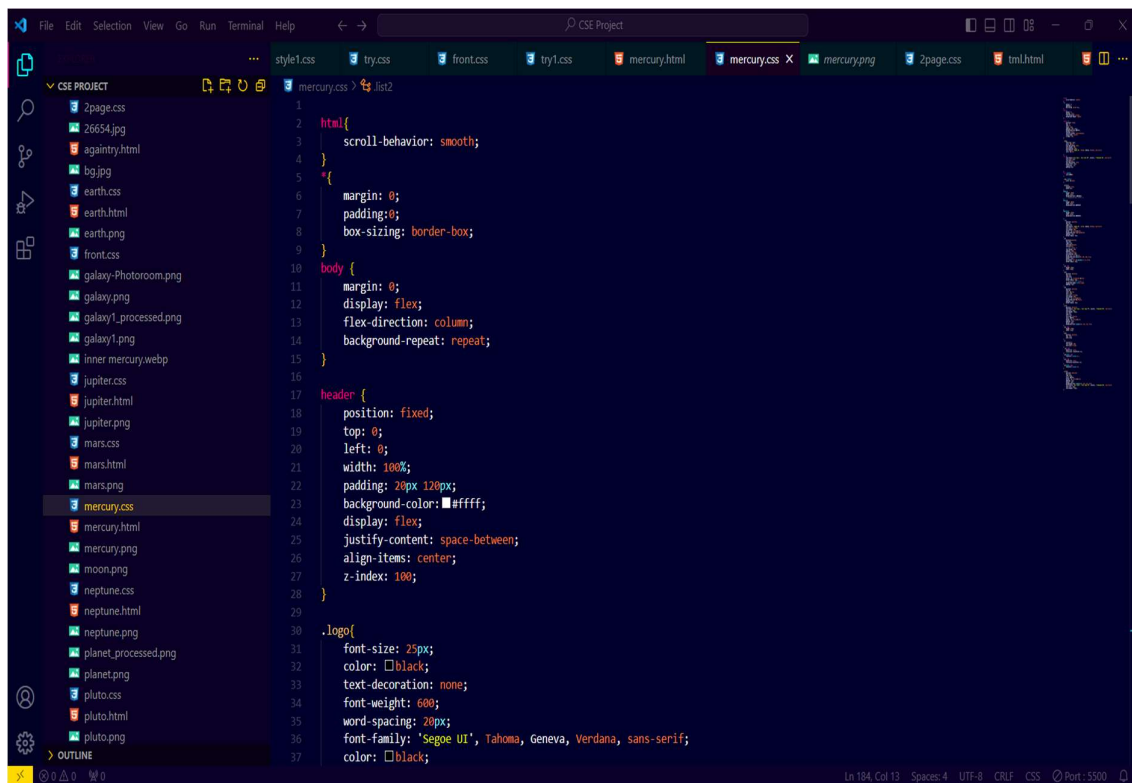 File Edit Selection View Go Run Terminal Help
CSE Project
style1.css try.css front.css try1.css mercury.html mercury.css mercury.png 2page.css tml.html
CSE PROJECT
mercury.css > .list2
2page.css
26654.jpg
againtry.html
bg.jpg
earth.css
earth.html
earth.png
front.css
galaxy-Photoroom.png
galaxy.png
galaxy1_processed.png
galaxy1.png
inner mercury.webp
jupiter.css
jupiter.html
jupiter.png
mars.css
mars.html
mars.png
mercury.css
mercury.html
mercury.png
moon.png
neptune.css
neptune.html
neptune.png
planet_processed.png
planet.png
pluto.css
pluto.html
pluto.png
OUTLINE
1
2 html{
3 scroll-behavior: smooth;
4 }
5 *{
6 margin: 0;
7 padding:0;
8 box-sizing: border-box;
9 }
10 body {
11 margin: 0;
12 display: flex;
13 flex-direction: column;
14 background-repeat: repeat;
15 }
16
17 header {
18 position: fixed;
19 top: 0;
20 left: 0;
21 width: 100%;
22 padding: 20px 120px;
23 background-color: #ffff;
24 display: flex;
25 justify-content: space-between;
26 align-items: center;
27 z-index: 100;
28 }
29
30 .logo{
31 font-size: 25px;
32 color: black;
33 text-decoration: none;
34 font-weight: 600;
35 word-spacing: 20px;
36 font-family: 'Segoe UI', Tahoma, Geneva, Verdana, sans-serif;
37 color: black;
0 0 0 Ln 184, Col 13 Spaces: 4 UTF-8 CRLF CSS Port : 5500